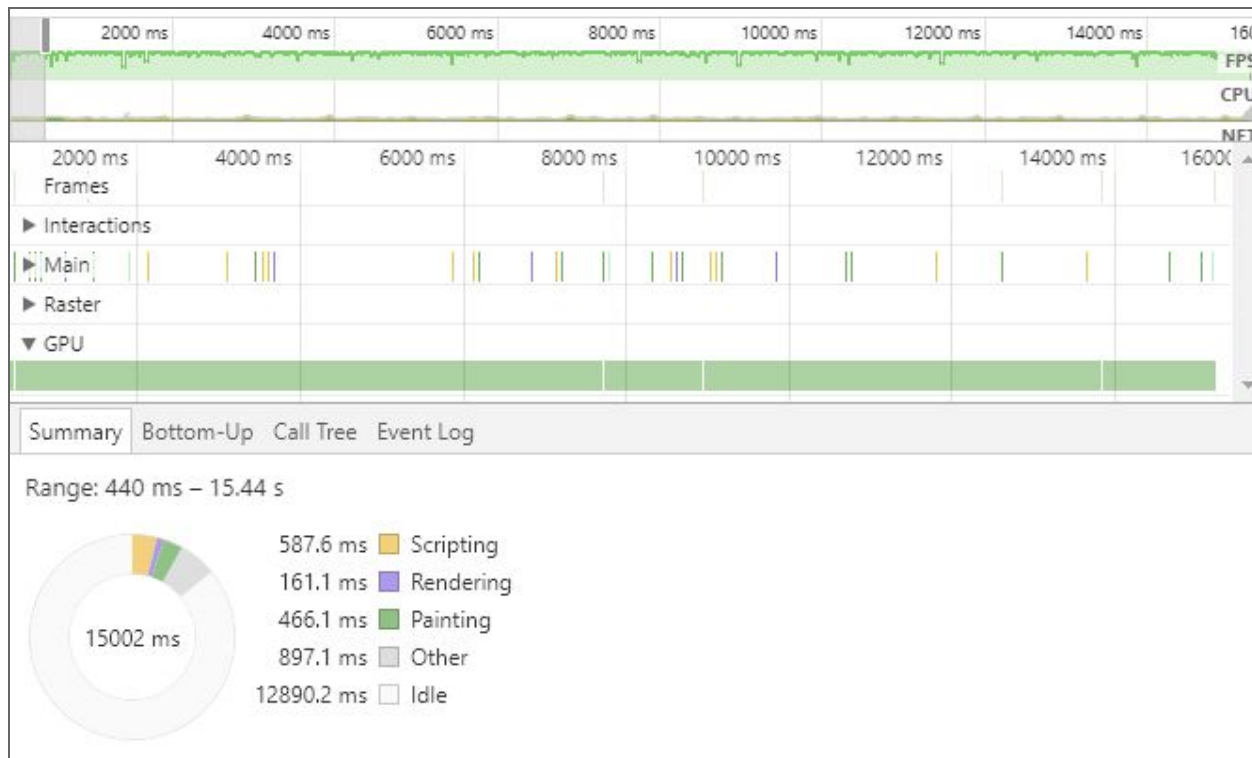 2000 ms 4000 ms 6000 ms 8000 ms 10000 ms 12000 ms 14000 ms 160
FPS
CPU
NET
2000 ms 4000 ms 6000 ms 8000 ms 10000 ms 12000 ms 14000 ms 1600
Frames
Interactions
Main
Raster
GPU
Summary Bottom-Up Call Tree Event Log
Range: 440 ms – 15.44 s
587.6 ms Scripting
161.1 ms Rendering
466.1 ms Painting
15002 ms
897.1 ms Other
12890.2 ms Idle